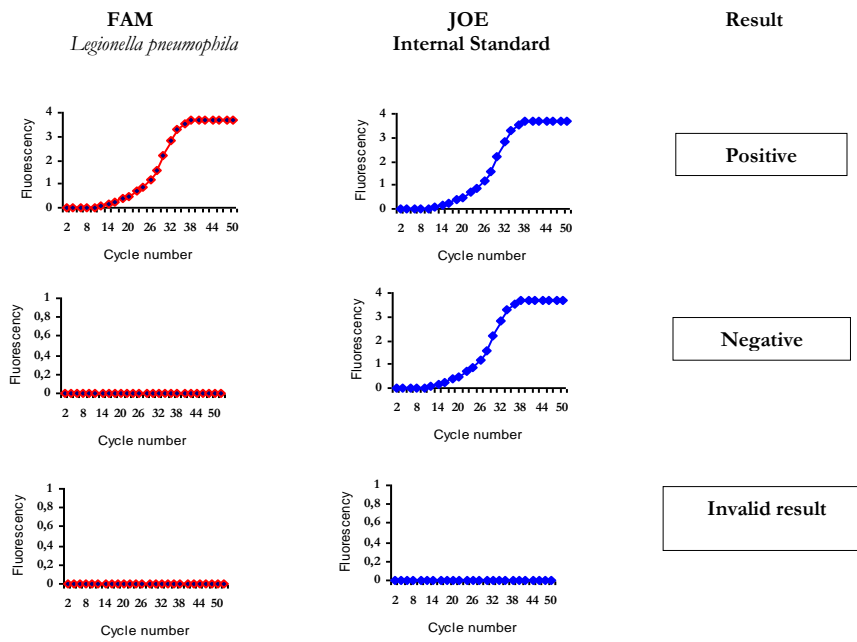 FAM
Legionella pneumophila
JOE
Internal Standard
Result
Fluorescency
4
3
2
1
0
2 8 14 20 26 32 38 44 50
Cycle number
Fluorescency
4
3
2
1
0
2 8 14 20 26 32 38 44 50
Cycle number
Positive
Fluorescency
1
0,8
0,6
0,4
0,2
0
2 8 14 20 26 32 38 44 50
Cycle number
Fluorescency
4
3
2
1
0
2 8 14 20 26 32 38 44 50
Cycle number
Negative
Fluorescency
1
0,8
0,6
0,4
0,2
0
2 8 14 20 26 32 38 44 50
Cycle number
Fluorescency
1
0,8
0,6
0,4
0,2
0
2 8 14 20 26 32 38 44 50
Cycle number
Invalid result